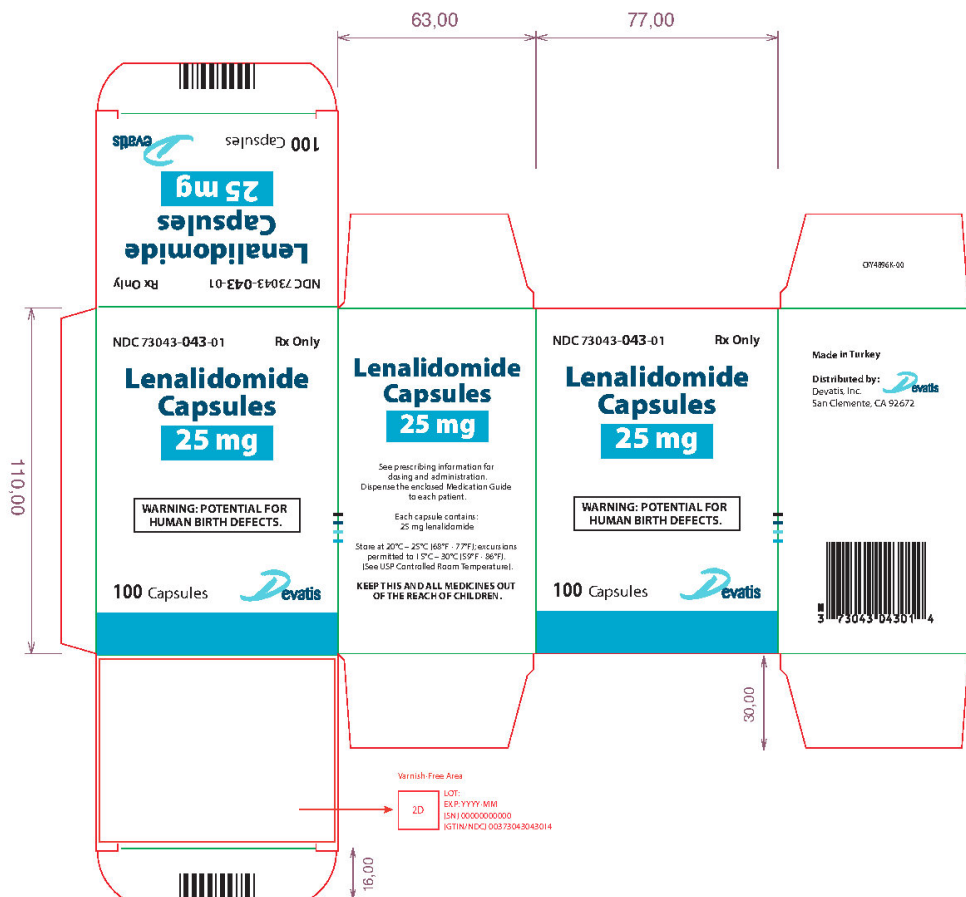 63,00
77,00
100 Capsules
Devatis
25 mg
Lenalidomide
Capsules
NDC 73043-043-01
Rx Only
110,00
NDC 73043-043-01 Rx Only
Lenalidomide
Capsules
25 mg
WARNING: POTENTIAL FOR
HUMAN BIRTH DEFECTS.
100 Capsules
Devatis
Lenalidomide
Capsules
25 mg
See prescribing information for
dosing and administration.
Dispense the enclosed Medication Guide
to each patient.
Each capsule contains:
25 mg lenalidomide
Store at 20°C – 25°C (68°F - 77°F); excursions
permitted to 15°C – 30°C (59°F - 86°F).
(See USP Controlled Room Temperature).
KEEP THIS AND ALL MEDICINES OUT
OF THE REACH OF CHILDREN.
NDC 73043-043-01 Rx Only
Lenalidomide
Capsules
25 mg
WARNING: POTENTIAL FOR
HUMAN BIRTH DEFECTS.
100 Capsules
Devatis
Made in Turkey
Distributed by:
Devatis, Inc.
San Clemente, CA 92672
Devatis
3 73043 04301 4
30,00
Varnish-Free Area
2D
LOT:
EXP: YYYY-MM
(SN) 00000000000
(GTIN/NDC) 00373043043014
16,00